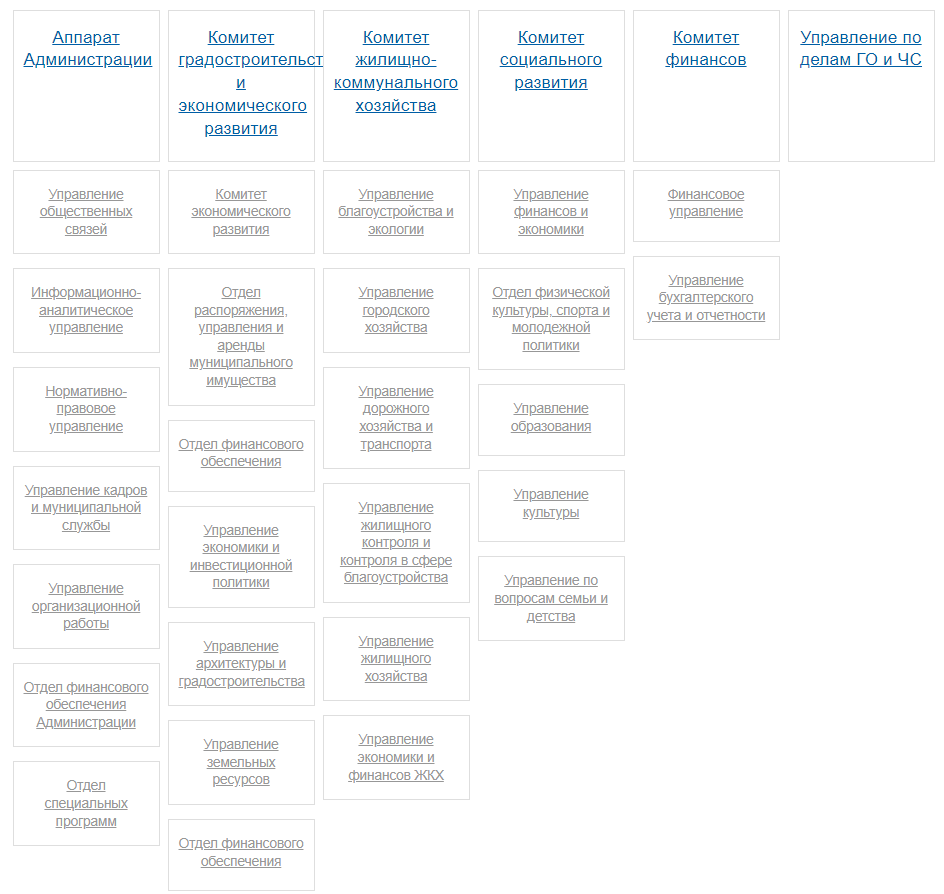 Аппарат
Администрации
Комитет
градостроительст
и
экономического
развития
Комитет
жилищно-
коммунального
хозяйства
Комитет
социального
развития
Комитет
финансов
Управление по
делам ГО и ЧС
Управление
общественных
связей
Информационно-
аналитическое
управление
Нормативно-
правовое
управление
Управление кадров
и муниципальной
службы
Управление
организационной
работы
Отдел финансового
обеспечения
Администрации
Отдел
специальных
программ
Комитет
экономического
развития
Отдел
распоряжения,
управления и
аренды
муниципального
имущества
Отдел финансового
обеспечения
Управление
экономики и
инвестиционной
политики
Управление
архитектуры и
градостроительства
Управление
земельных
ресурсов
Отдел финансового
обеспечения
Управление
благоустройства и
экологии
Управление
городского
хозяйства
Управление
дорожного
хозяйства и
транспорта
Управление
жилищного
контроля и
контроля в сфере
благоустройства
Управление
жилищного
хозяйства
Управление
экономики и
финансов ЖКХ
Управление
финансов и
экономики
Отдел физической
культуры, спорта и
молодежной
политики
Управление
образования
Управление
культуры
Управление по
вопросам семьи и
детства
Финансовое
управление
Управление
бухгалтерского
учета и отчетности